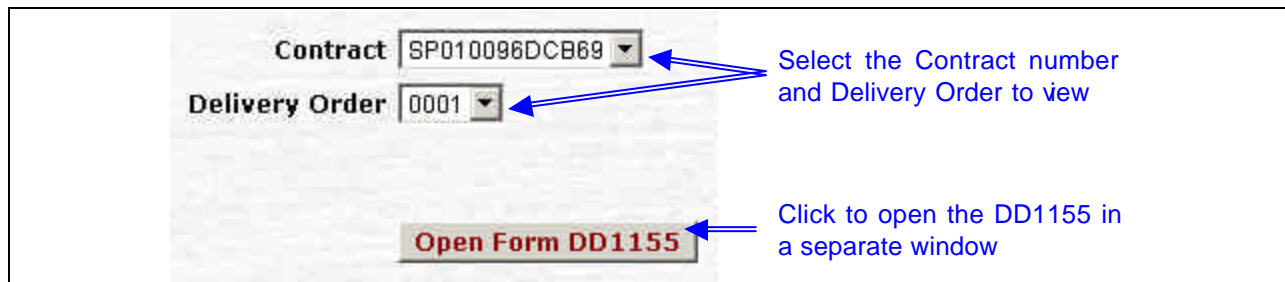 Contract SP010096DCB69
Select the Contract number
and Delivery Order to view
Delivery Order 0001
Click to open the DD1155 in
a separate window
Open Form DD1155